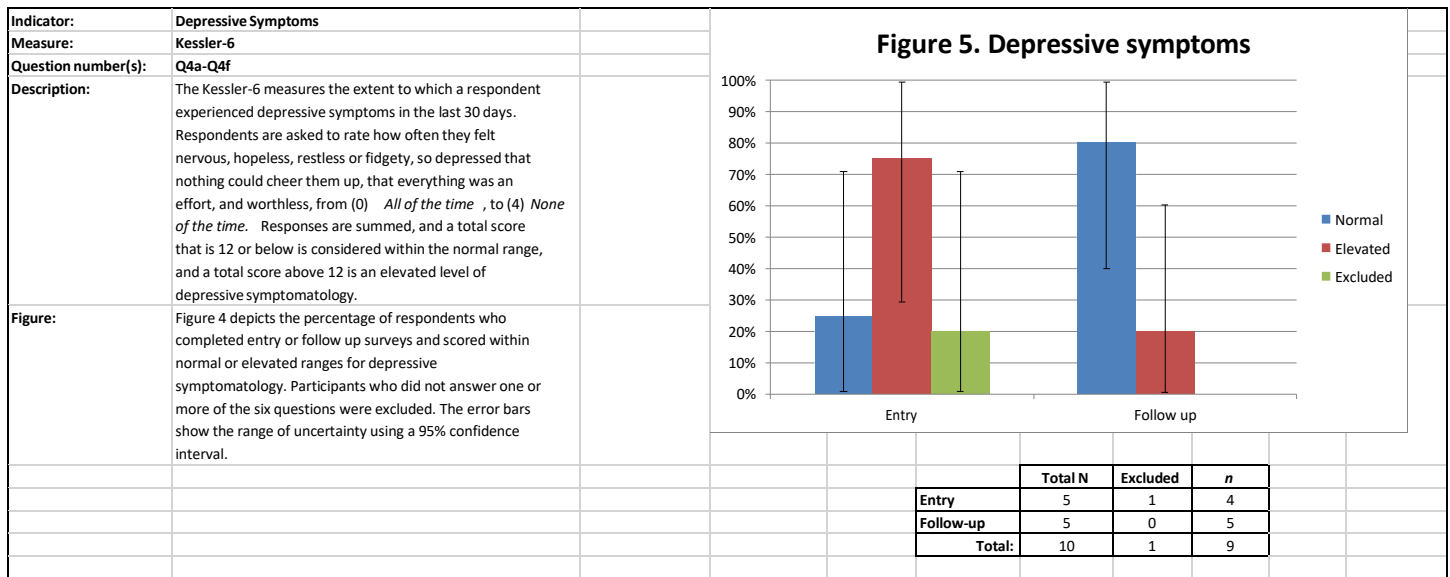 Indicator: Depressive Symptoms
Measure: Kessler-6
Question number(s): Q4a-Q4f
Description: The Kessler-6 measures the extent to which a respondent
experienced depressive symptoms in the last 30 days.
Respondents are asked to rate how often they felt
nervous, hopeless, restless or fidgety, so depressed that
nothing could cheer them up, that everything was an
effort, and worthless, from (0) All of the time , to (4) None
of the time. Responses are summed, and a total score
that is 12 or below is considered within the normal range,
and a total score above 12 is an elevated level of
depressive symptomatology.
Figure: Figure 4 depicts the percentage of respondents who
completed entry or follow up surveys and scored within
normal or elevated ranges for depressive
symptomatology. Participants who did not answer one or
more of the six questions were excluded. The error bars
show the range of uncertainty using a 95% confidence
interval.
Figure 5. Depressive symptoms
100%
90%
80%
70%
60%
50%
40%
30%
20%
10%
0%
Entry Follow up
Normal
Elevated
Excluded
Total N Excluded n
Entry 5 1 4
Follow-up 5 0 5
Total: 10 1 9